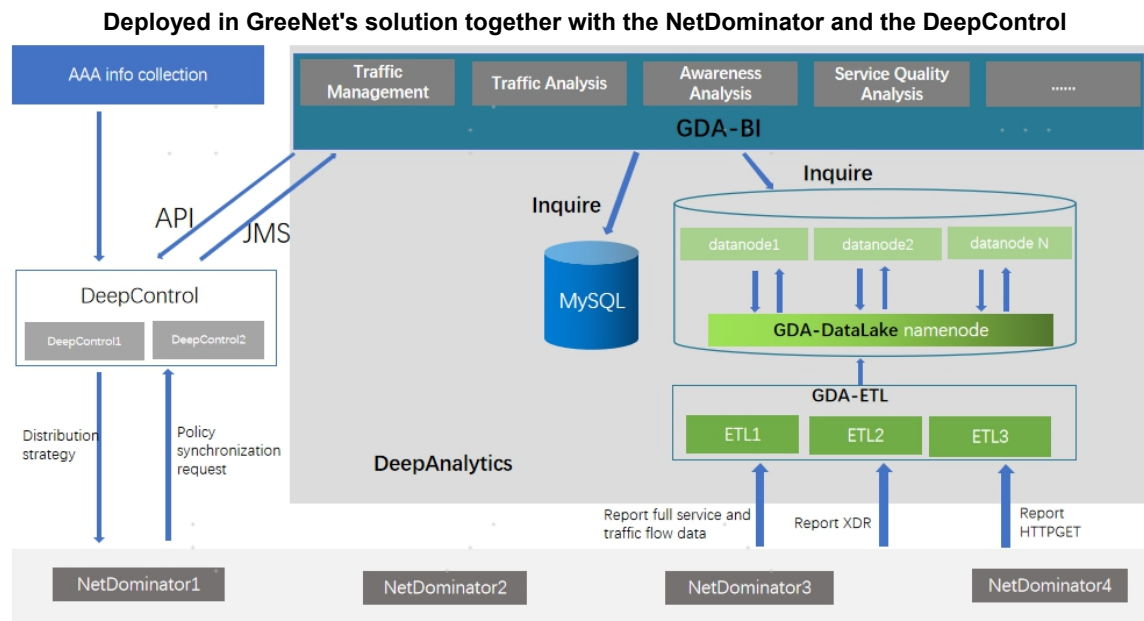 Deployed in GreeNet's solution together with the NetDominator and the DeepControl
AAA info collection
Traffic
Management
Traffic Analysis
Awareness
Analysis
Service Quality
Analysis
......
GDA-BI
API
JMS
Inquire
Inquire
MySQL
datanode1
datanode2
datanode N
GDA-DataLake namenode
DeepControl
DeepControl1
DeepControl2
GDA-ETL
ETL1
ETL2
ETL3
DeepAnalytics
Distribution
strategy
Policy
synchronization
request
Report full service and
traffic flow data
Report XDR
Report
HTTPGET
NetDominator1
NetDominator2
NetDominator3
NetDominator4